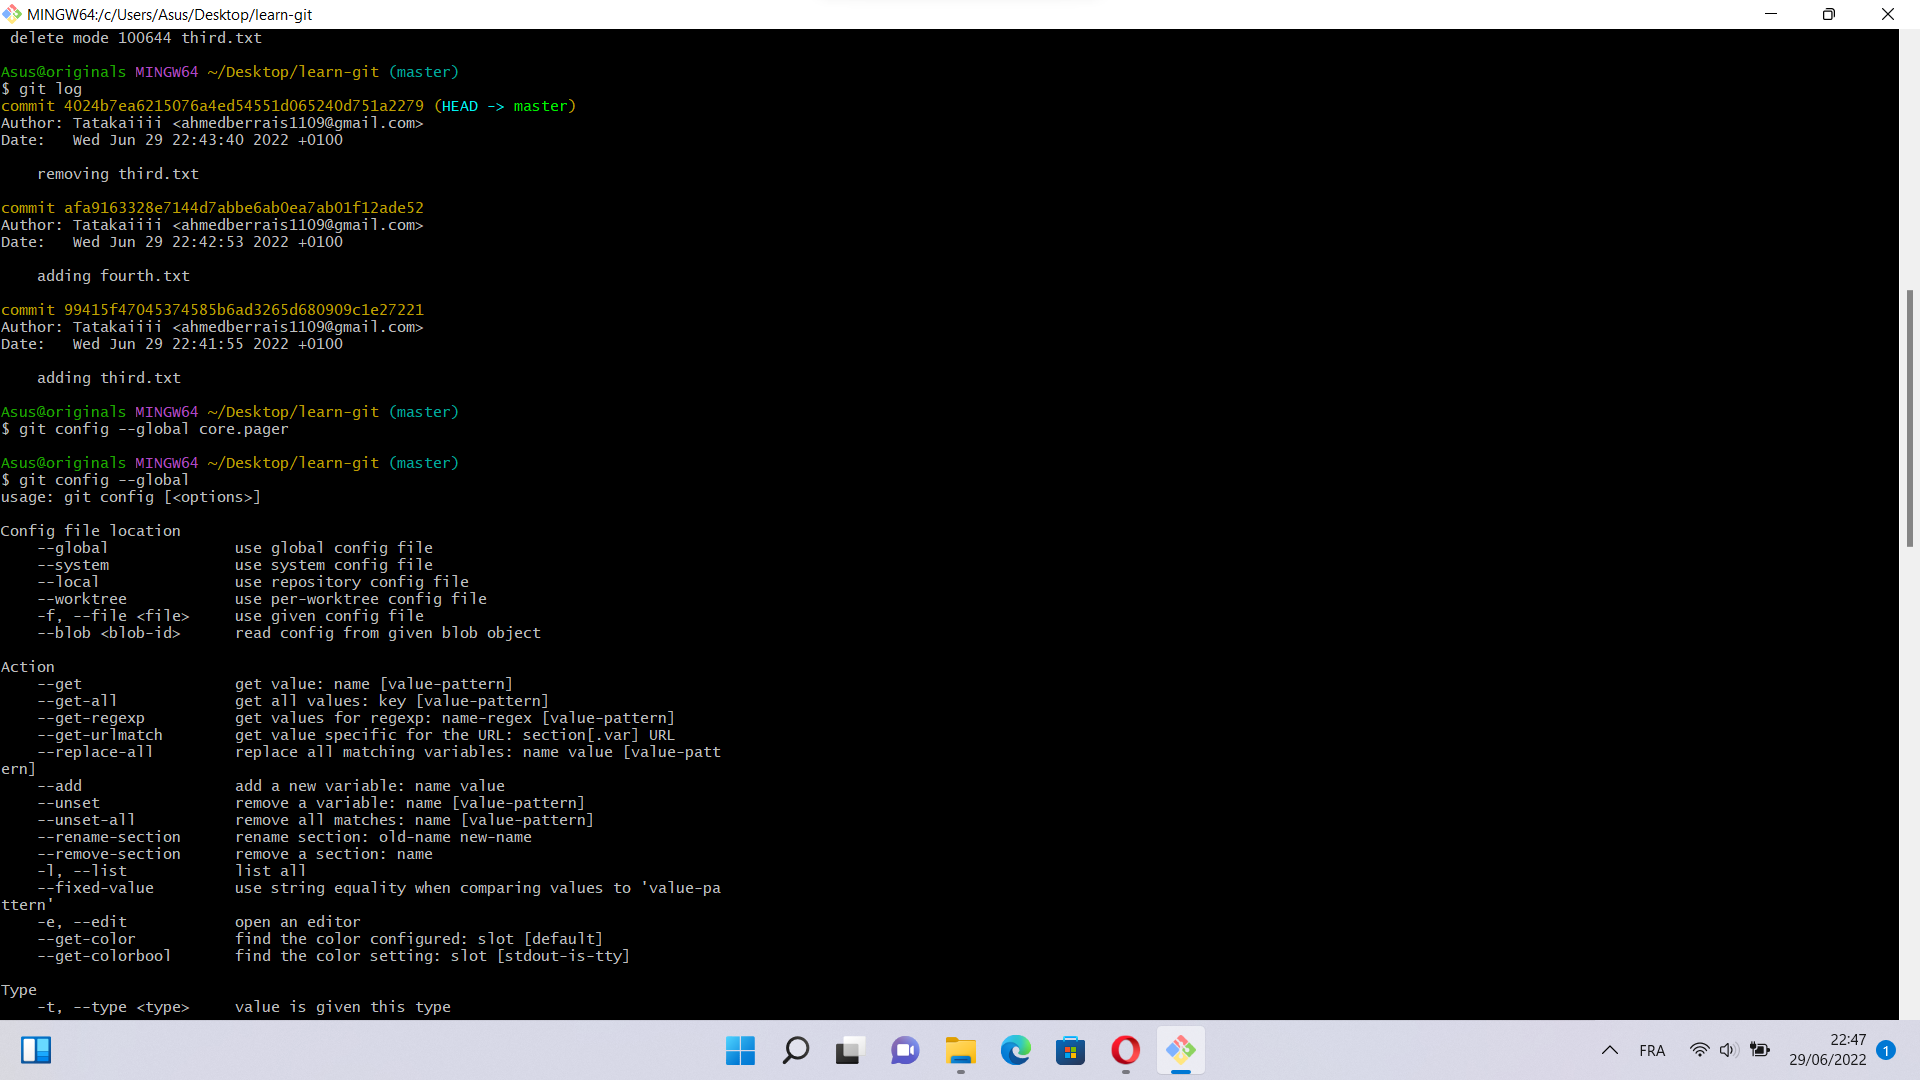 MINGW64:/c/Users/Asus/Desktop/learn-git
 delete mode 100644 third.txt
Asus@originals MINGW64 ~/Desktop/learn-git (master)
$ git log
commit 4024b7ea6215076a4ed54551d065240d751a2279 (HEAD -> master)
Author: Tatakaiiii <ahmedberrais1109@gmail.com>
Date:   Wed Jun 29 22:43:40 2022 +0100
    removing third.txt
commit afa9163328e7144d7abbe6ab0ea7ab01f12ade52
Author: Tatakaiiii <ahmedberrais1109@gmail.com>
Date:   Wed Jun 29 22:42:53 2022 +0100
    adding fourth.txt
commit 99415f47045374585b6ad3265d680909c1e27221
Author: Tatakaiiii <ahmedberrais1109@gmail.com>
Date:   Wed Jun 29 22:41:55 2022 +0100
    adding third.txt
Asus@originals MINGW64 ~/Desktop/learn-git (master)
$ git config --global core.pager
Asus@originals MINGW64 ~/Desktop/learn-git (master)
$ git config --global
usage: git config [<options>]
Config file location
    --global              use global config file
    --system              use system config file
    --local               use repository config file
    --worktree            use per-worktree config file
    -f, --file <file>     use given config file
    --blob <blob-id>      read config from given blob object
Action
    --get                 get value: name [value-pattern]
    --get-all             get all values: key [value-pattern]
    --get-regexp          get values for regexp: name-regex [value-pattern]
    --get-urlmatch        get value specific for the URL: section[.var] URL
    --replace-all         replace all matching variables: name value [value-patt
ern]
    --add                 add a new variable: name value
    --unset               remove a variable: name [value-pattern]
    --unset-all           remove all matches: name [value-pattern]
    --rename-section      rename section: old-name new-name
    --remove-section      remove a section: name
    -l, --list            list all
    --fixed-value         use string equality when comparing values to 'value-pa
ttern'
    -e, --edit            open an editor
    --get-color           find the color configured: slot [default]
    --get-colorbool       find the color setting: slot [stdout-is-tty]
Type
    -t, --type <type>     value is given this type
FRA
22:47
29/06/2022
1